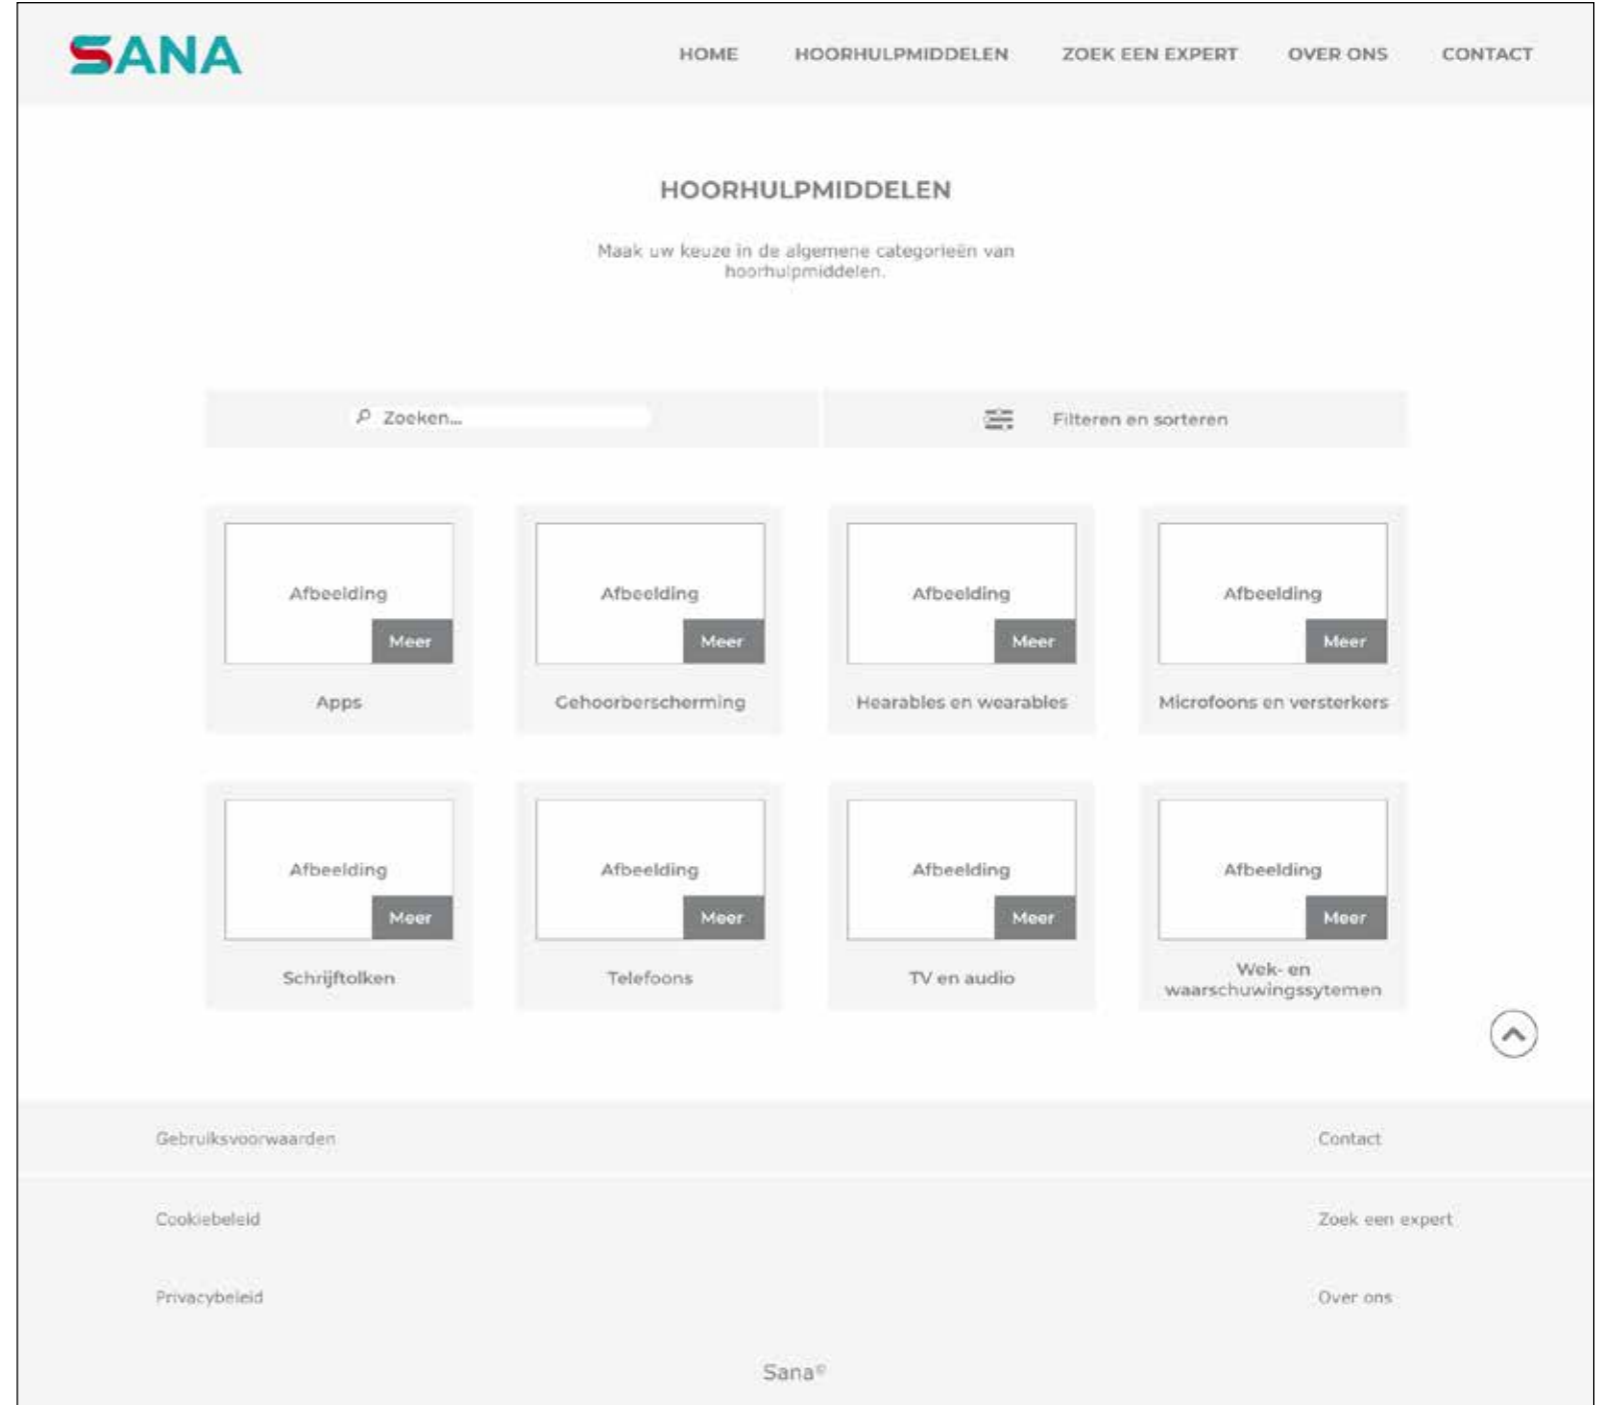 SANA
HOME HOORHULPMIDDELEN ZOEK EEN EXPERT OVER ONS CONTACT
HOORHULPMIDDELEN
Maak uw keuze in de algemene categorieën van
hoorhulpmiddelen.
Zoeken...
Filteren en sorteren
Afbeelding Afbeelding Afbeelding Afbeelding
Meer Meer Meer Meer
Apps Gehoorberscherming Hearables en wearables Microfoons en versterkers
Afbeelding Afbeelding Afbeelding Afbeelding
Meer Meer Meer Meer
Schrijftolken Telefoons TV en audio Wek- en
waarschuwingssytemen
Gebruiksvoorwaarden Contact
Cookiebeleid Zoek een expert
Privacybeleid Over ons
Sana©